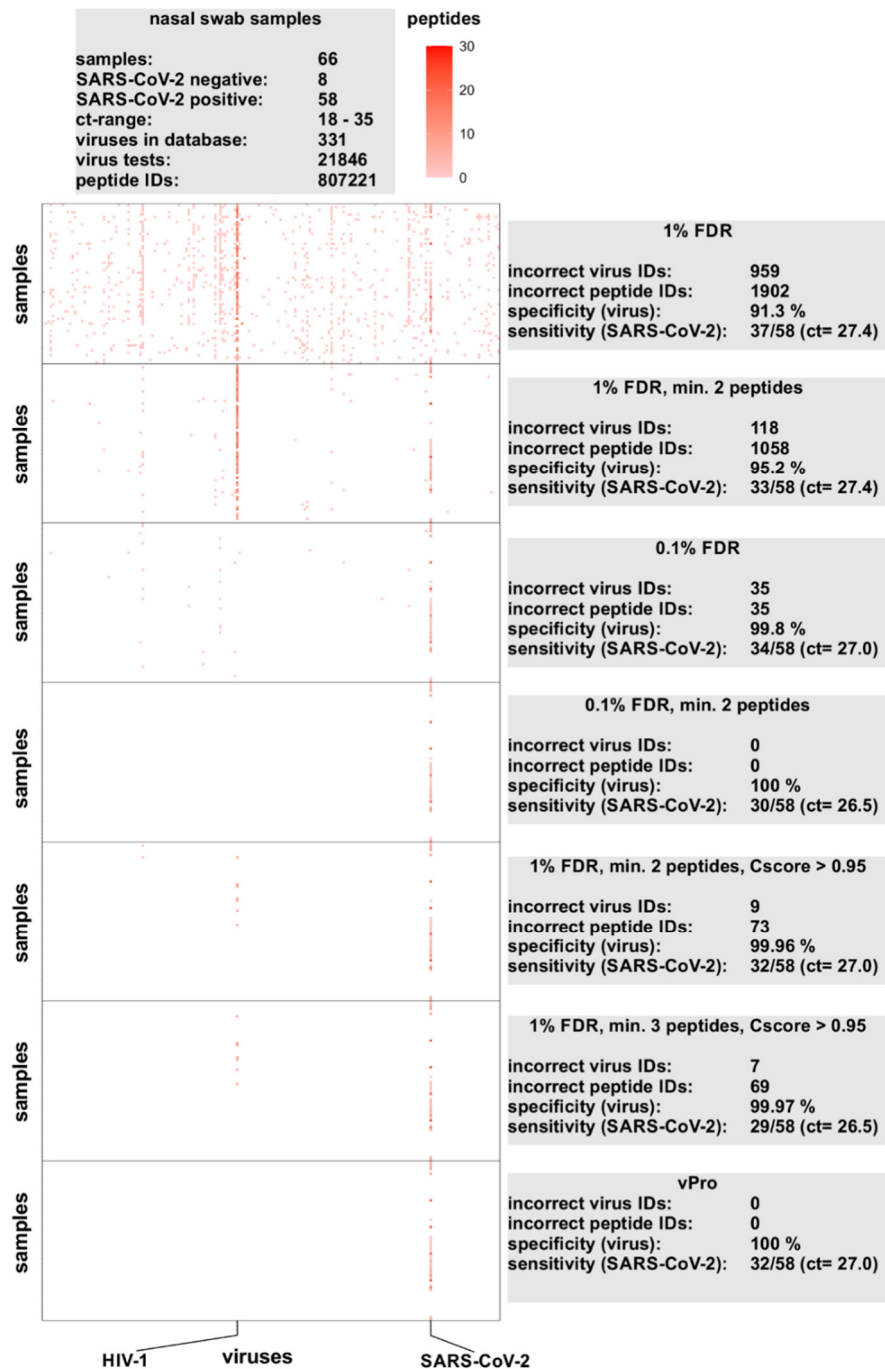 nasal swab samples
samples: 66
SARS-CoV-2 negative: 8
SARS-CoV-2 positive: 58
ct-range: 18 - 35
viruses in database: 331
virus tests: 21846
peptide IDs: 807221
peptides
30
20
10
0
samples
1% FDR
incorrect virus IDs: 959
incorrect peptide IDs: 1902
specificity (virus): 91.3 %
sensitivity (SARS-CoV-2): 37/58 (ct= 27.4)
samples
1% FDR, min. 2 peptides
incorrect virus IDs: 118
incorrect peptide IDs: 1058
specificity (virus): 95.2 %
sensitivity (SARS-CoV-2): 33/58 (ct= 27.4)
samples
0.1% FDR
incorrect virus IDs: 35
incorrect peptide IDs: 35
specificity (virus): 99.8 %
sensitivity (SARS-CoV-2): 34/58 (ct= 27.0)
samples
0.1% FDR, min. 2 peptides
incorrect virus IDs: 0
incorrect peptide IDs: 0
specificity (virus): 100 %
sensitivity (SARS-CoV-2): 30/58 (ct= 26.5)
samples
1% FDR, min. 2 peptides, Cscore > 0.95
incorrect virus IDs: 9
incorrect peptide IDs: 73
specificity (virus): 99.96 %
sensitivity (SARS-CoV-2): 32/58 (ct= 27.0)
samples
1% FDR, min. 3 peptides, Cscore > 0.95
incorrect virus IDs: 7
incorrect peptide IDs: 69
specificity (virus): 99.97 %
sensitivity (SARS-CoV-2): 29/58 (ct= 26.5)
samples
vPro
incorrect virus IDs: 0
incorrect peptide IDs: 0
specificity (virus): 100 %
sensitivity (SARS-CoV-2): 32/58 (ct= 27.0)
HIV-1 viruses SARS-CoV-2